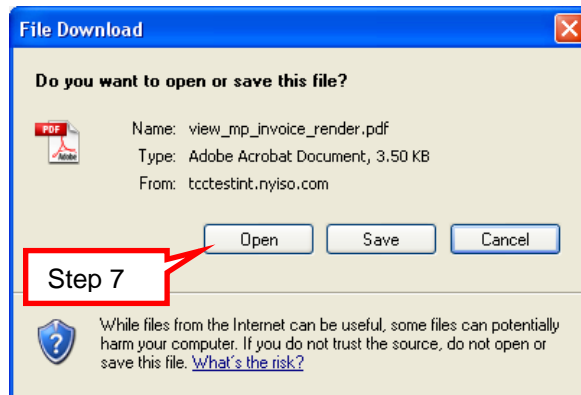 File Download
Do you want to open or save this file?
PDF
Adobe
Name: view_mp_invoice_render.pdf
Type: Adobe Acrobat Document, 3.50 KB
From: tcctestint.nyiso.com
Open Save Cancel
Step 7
While files from the Internet can be useful, some files can potentially
harm your computer. If you do not trust the source, do not open or
save this file. What's the risk?